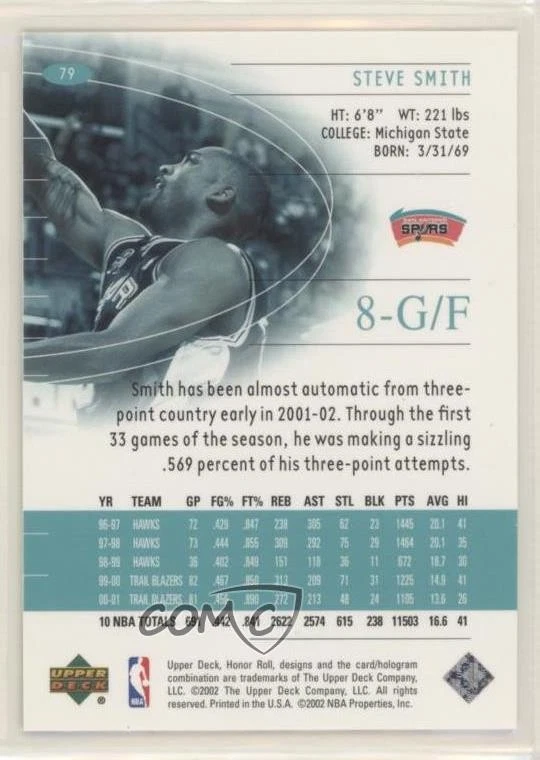 79
STEVE SMITH
HT: 6'8" WT: 221 lbs
COLLEGE: Michigan State
BORN: 3/31/69
SAN ANTONIO
SPURS
8-G/F
Smith has been almost automatic from three-
point country early in 2001-02. Through the first
33 games of the season, he was making a sizzling
.569 percent of his three-point attempts.
YR TEAM GP FG% FT% REB AST STL BLK PTS AVG HI
96-97 HAWKS 72 .429 .847 238 305 62 23 1445 20.1 41
97-98 HAWKS 73 .444 .855 309 292 75 29 1464 20.1 35
98-99 HAWKS 36 .402 .849 151 118 36 11 672 18.7 30
99-00 TRAIL BLAZERS 82 .467 .850 313 209 71 31 1225 14.9 41
00-01 TRAIL BLAZERS 81 .456 .890 272 213 48 24 1105 13.6 26
10 NBA TOTALS .442 .841 2622 2574 615 238 11503 16.6 41
COMC
UPPER
DECK
®
NBA
Upper Deck, Honor Roll, designs and the card/hologram
combination are trademarks of The Upper Deck Company,
LLC. ©2002 The Upper Deck Company, LLC. All rights
reserved. Printed in the U.S.A. ©2002 NBA Properties, Inc.